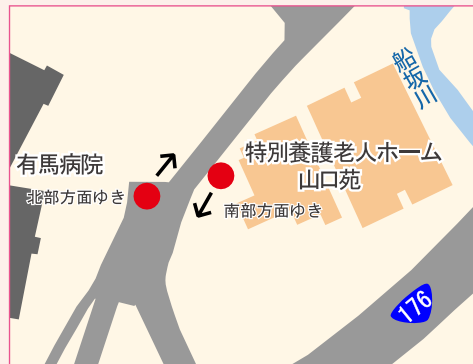 船坂川
有馬病院
北部方面ゆき
特別養護老人ホーム
山口苑
南部方面ゆき
176